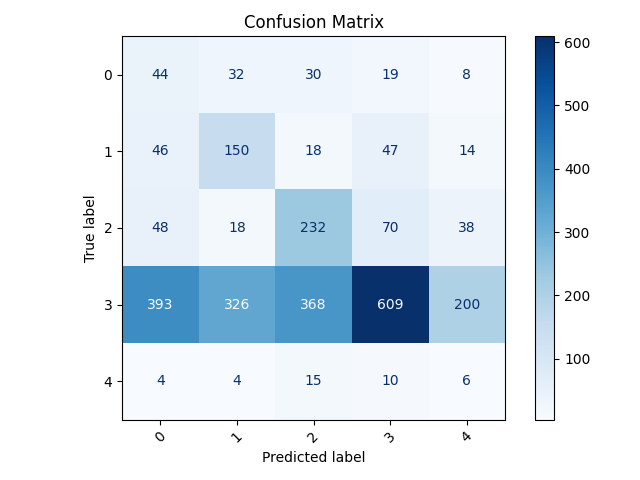 Confusion Matrix
0 44 32 30 19 8
1 46 150 18 47 14
True label
2 48 18 232 70 38
3 393 326 368 609 200
4 4 4 15 10 6
0 1 2 3 4
Predicted label
600
500
400
300
200
100